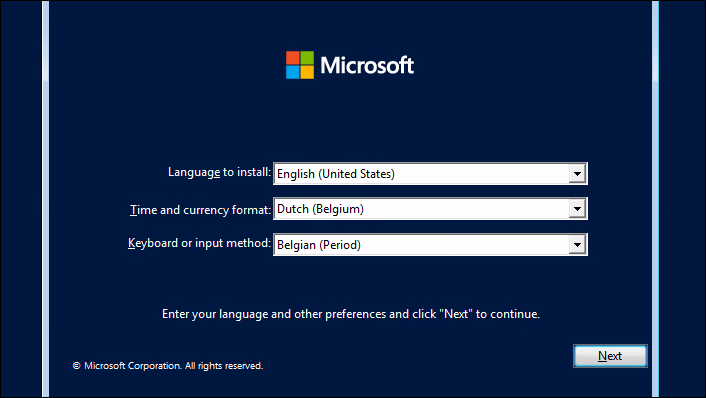 Microsoft
Language to install: English (United States)
Time and currency format: Dutch (Belgium)
Keyboard or input method: Belgian (Period)
Enter your language and other preferences and click "Next" to continue.
Next
© Microsoft Corporation. All rights reserved.